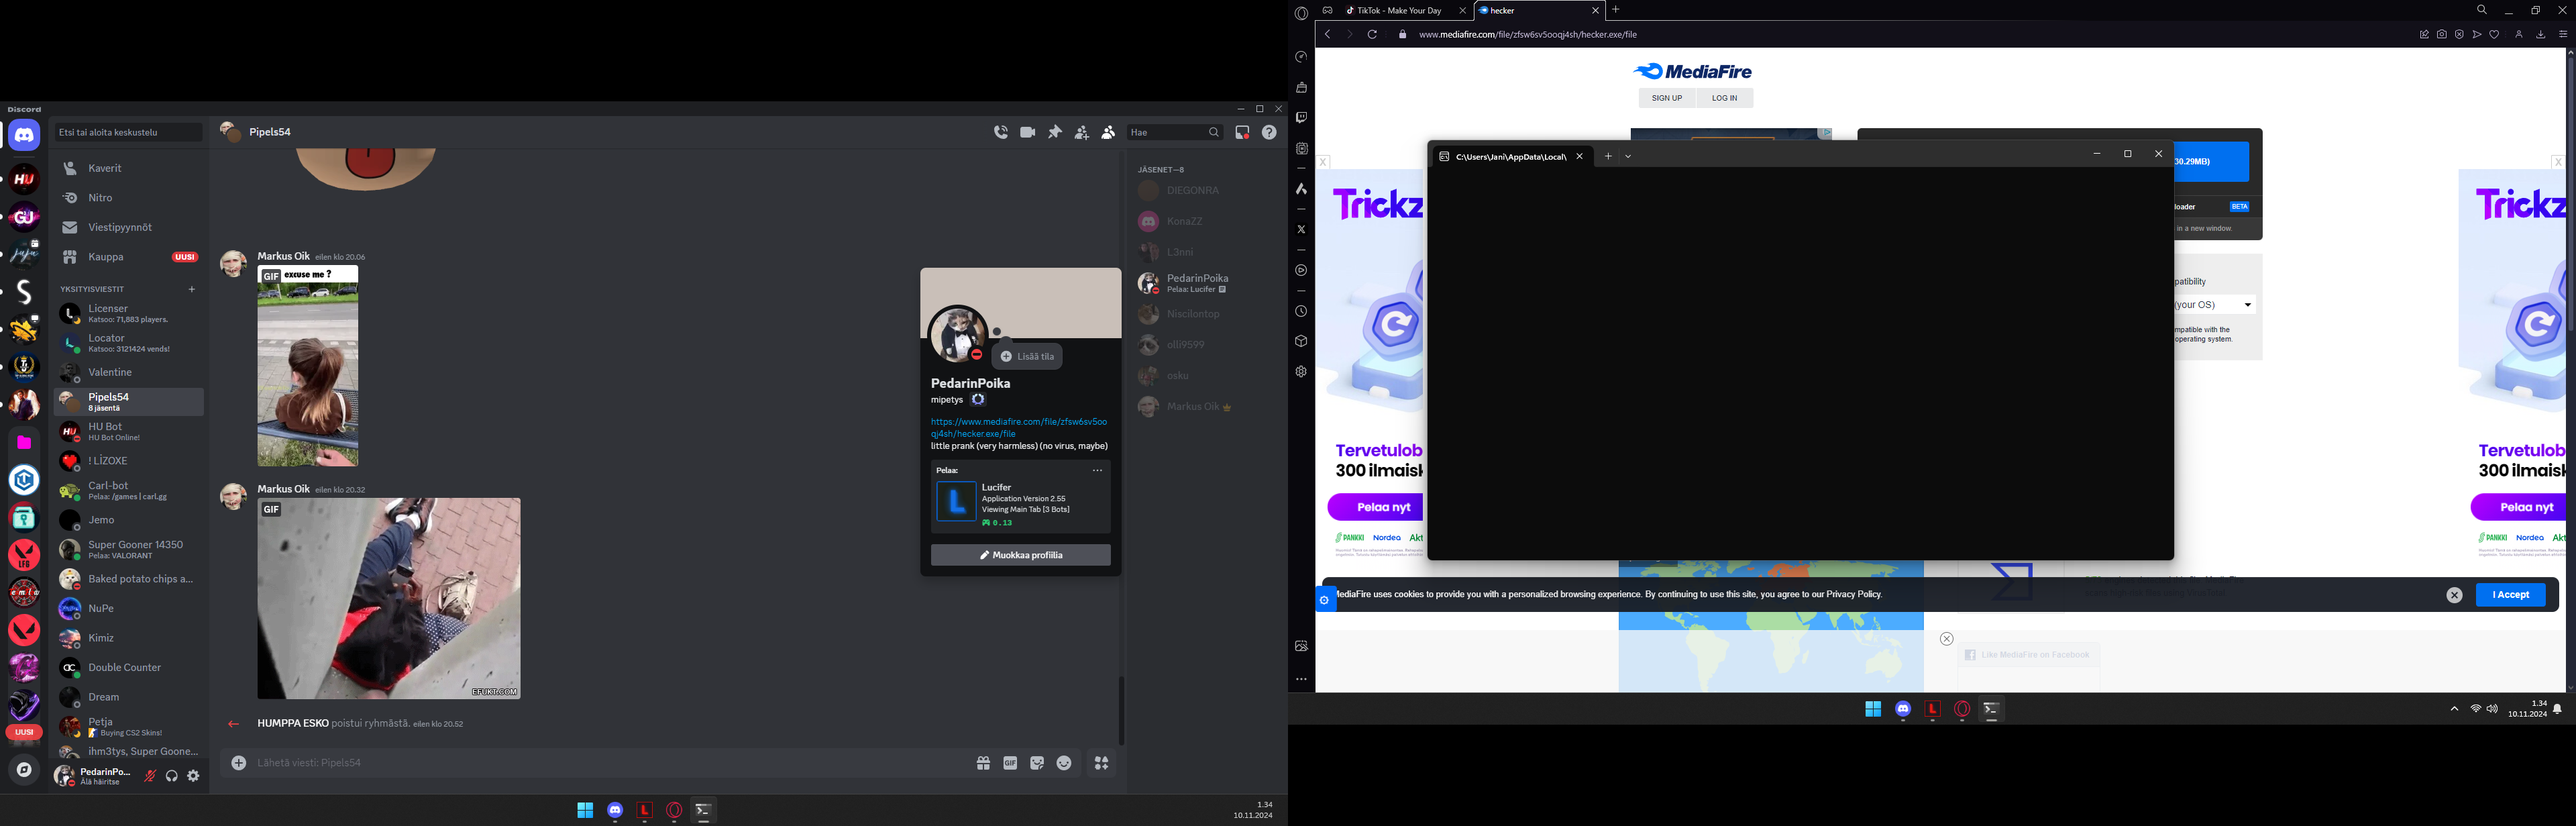 Discord
Etsi tai aloita keskustelu
Kaverit
Nitro
Viestipyynnöt
Kauppa
UUSI
YKSITYISVIESTIT
Licenser
Katsoo: 71,883 players.
Locator
Katsoo: 3121424 vends!
Valentine
Pipels54
8 jäsentä
HU Bot
HU Bot Online!
! LİZOXE
Carl-bot
Pelaa: /games | carl.gg
Jemo
Super Gooner 14350
Pelaa: VALORANT
Baked potato chips a...
NuPe
Kimiz
Double Counter
Dream
Petja
Buying CS2 Skins!
ihm3tys, Super Goone...
PedarinPo...
Älä häiritse
HU
GU
LFG
UUSI
Pipels54
Hae
Markus Oik eilen klo 20.06
GIF
excuse me ?
Markus Oik eilen klo 20.32
GIF
EFUKT.COM
HUMPPA ESKO poistui ryhmästä. eilen klo 20.52
Lähetä viesti: Pipels54
GIF
Lisää tila
PedarinPoika
mipetys
https://www.mediafire.com/file/zfsw6sv5oo
qj4sh/hecker.exe/file
little prank (very harmless) (no virus, maybe)
Pelaa:
Lucifer
Application Version 2.55
Viewing Main Tab [3 Bots]
0.13
Muokkaa profiilia
JÄSENET—8
DIEGONRA
KonaZZ
L3nni
PedarinPoika
Pelaa: Lucifer
Niscilontop
olli9599
osku
Markus Oik
1.34
10.11.2024
TikTok - Make Your Day
hecker
www.mediafire.com/file/zfsw6sv5ooqj4sh/hecker.exe/file
MediaFire
SIGN UP
LOG IN
C:\Users\Jani\AppData\Local\
30.29MB)
loader
BETA
in a new window.
patibility
(your OS)
mpatible with the
operating system.
X
Trickz
Tervetulob
300 ilmaisk
Pelaa nyt
PANKKI
Nordea
Akt
X
Trickz
Tervetulob
300 ilmaisk
Pelaa nyt
PANKKI
Nordea
Akt
MediaFire uses cookies to provide you with a personalized browsing experience. By continuing to use this site, you agree to our Privacy Policy.
I Accept
Like MediaFire on Facebook
1.34
10.11.2024